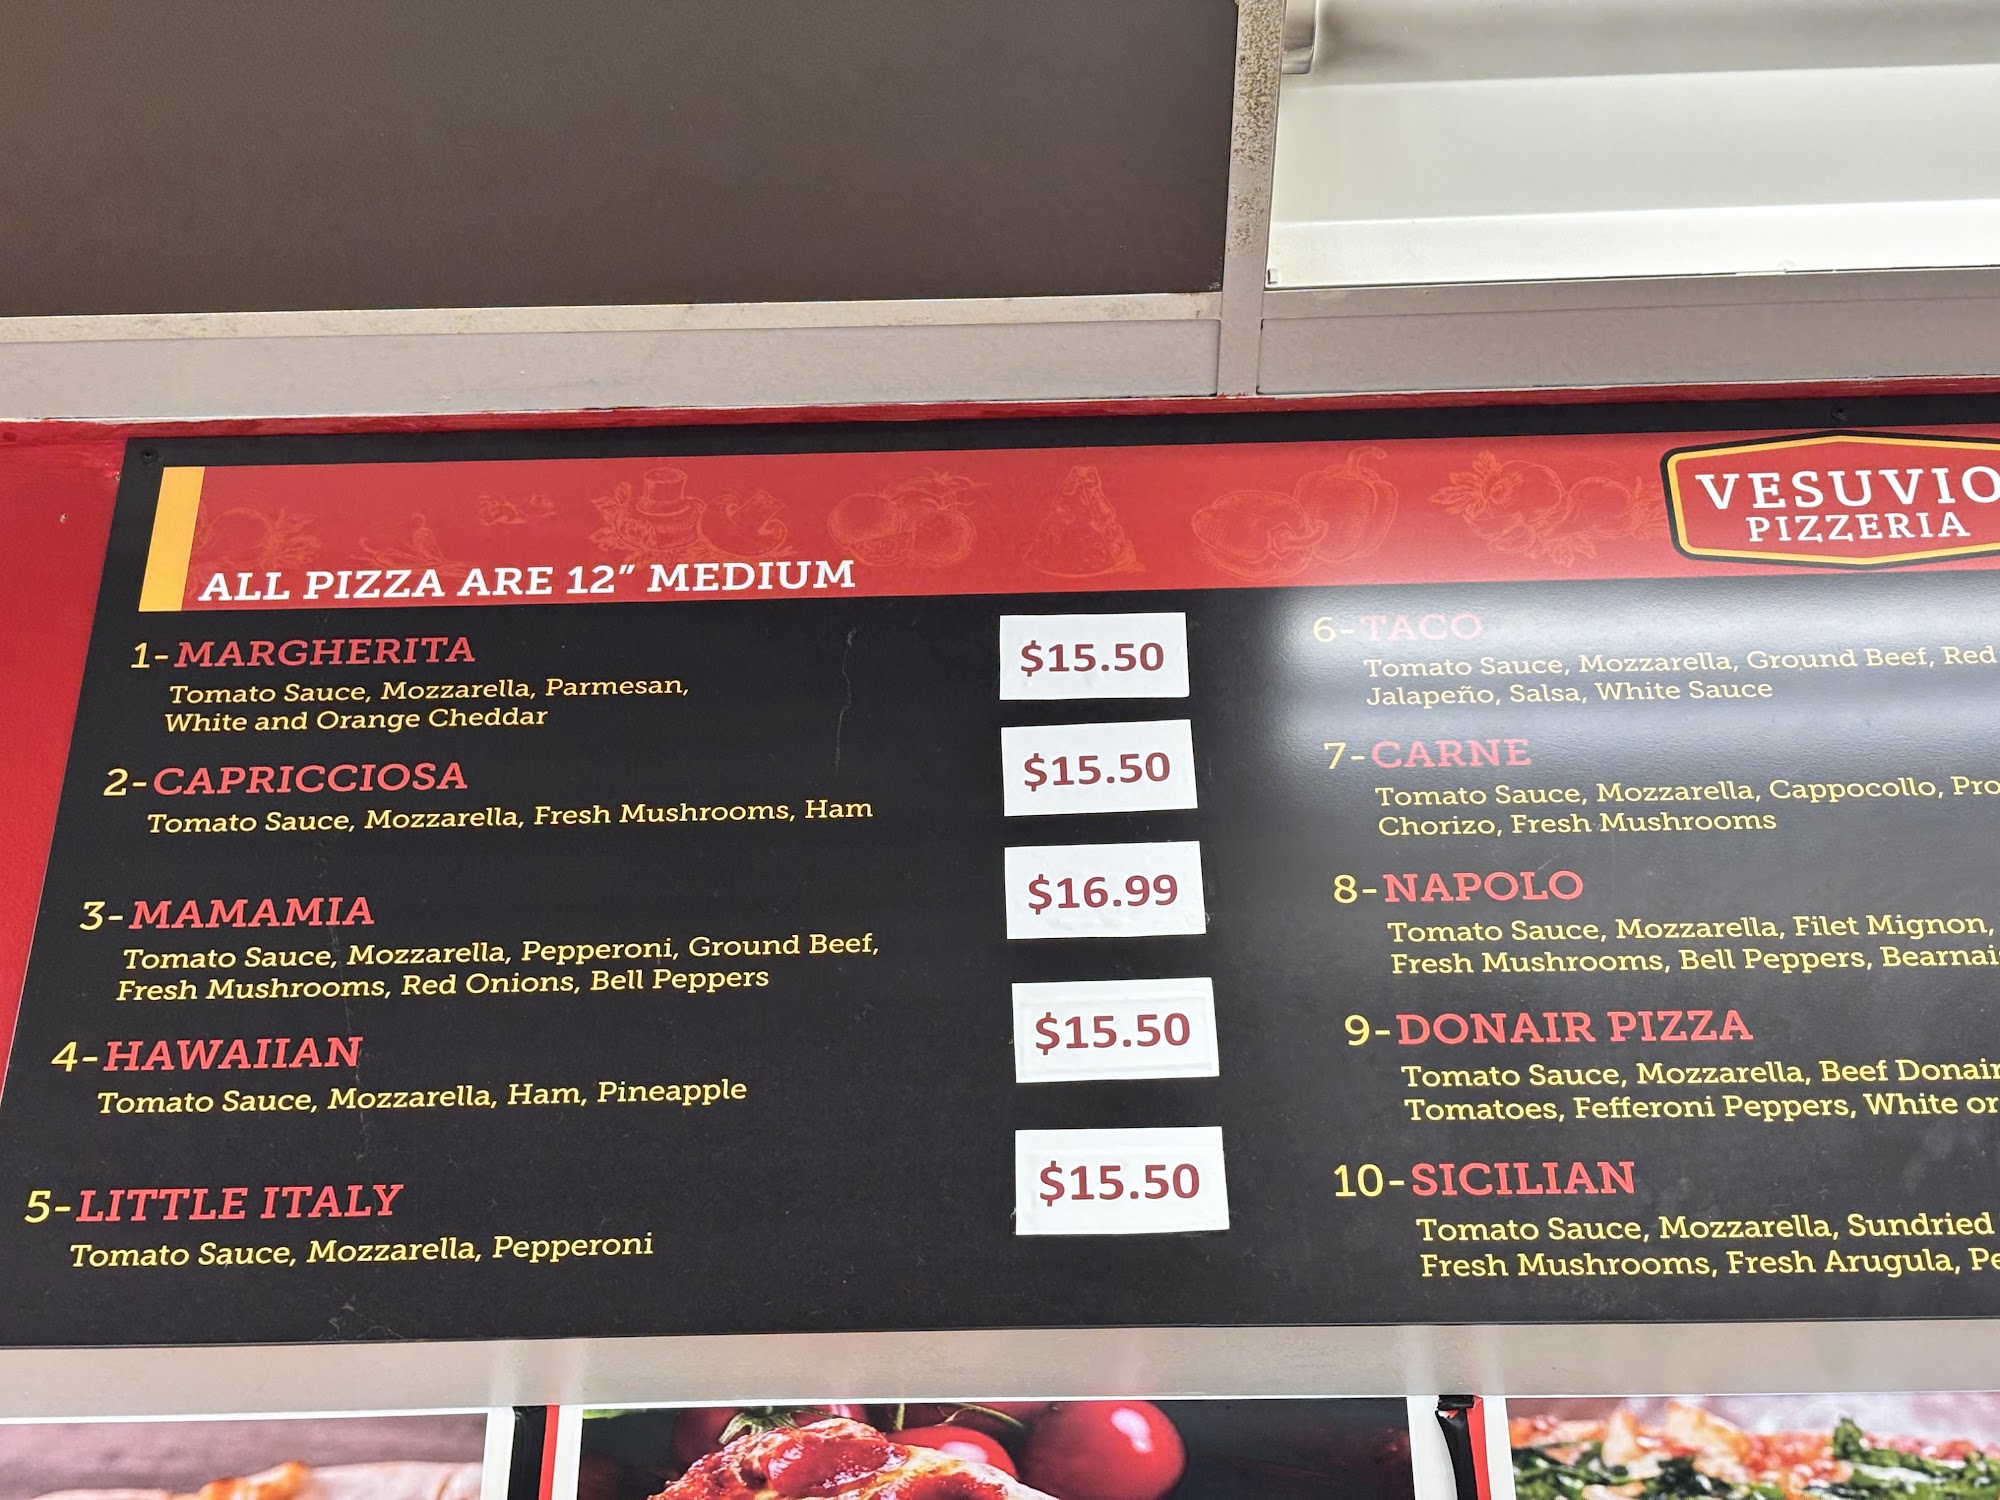 VESUVIO
PIZZERIA
ALL PIZZA ARE 12" MEDIUM
1-MARGHERITA
$15.50
Tomato Sauce, Mozzarella, Parmesan,
White and Orange Cheddar
2-CAPRICCIOSA
$15.50
Tomato Sauce, Mozzarella, Fresh Mushrooms, Ham
3-MAMAMIA
$16.99
Tomato Sauce, Mozzarella, Pepperoni, Ground Beef,
Fresh Mushrooms, Red Onions, Bell Peppers
4-HAWAIIAN
$15.50
Tomato Sauce, Mozzarella, Ham, Pineapple
5-LITTLE ITALY
$15.50
Tomato Sauce, Mozzarella, Pepperoni
6-TACO
Tomato Sauce, Mozzarella, Ground Beef, Red
Jalapeño, Salsa, White Sauce
7-CARNE
Tomato Sauce, Mozzarella, Cappocollo,
Chorizo, Fresh Mushrooms
8-NAPOLO
Tomato Sauce, Mozzarella, Filet Mignon,
Fresh Mushrooms, Bell Peppers,
9-DONAIR PIZZA
Tomato Sauce, Mozzarella, Beef Donair
Tomatoes, Fefferoni Peppers, White or
10-SICILIAN
Tomato Sauce, Mozzarella, Sundried
Fresh Mushrooms, Fresh Arugula,